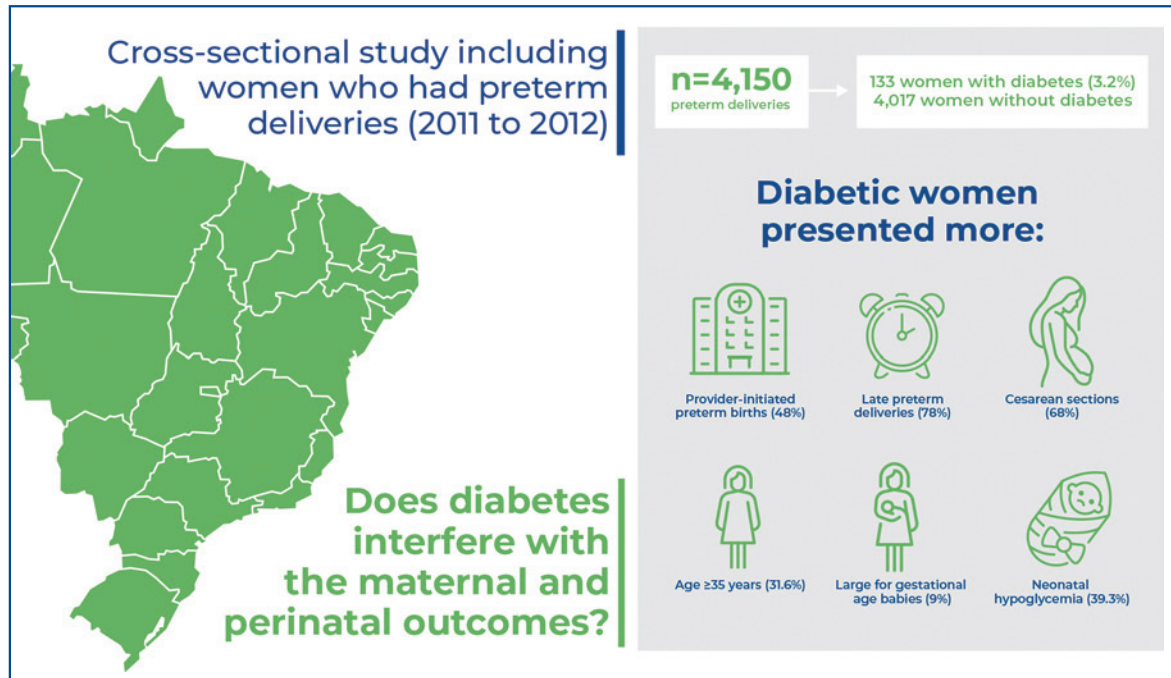 Cross-sectional study including
women who had preterm
deliveries (2011 to 2012)
Does diabetes
interfere with
the maternal and
perinatal outcomes?
n=4,150
preterm deliveries
133 women with diabetes (3.2%)
4,017 women without diabetes
Diabetic women
presented more:
Provider-initiated
preterm births (48%)
Late preterm
deliveries (78%)
Cesarean sections
(68%)
Age ≥35 years (31.6%)
Large for gestational
age babies (9%)
Neonatal
hypoglycemia (39.3%)